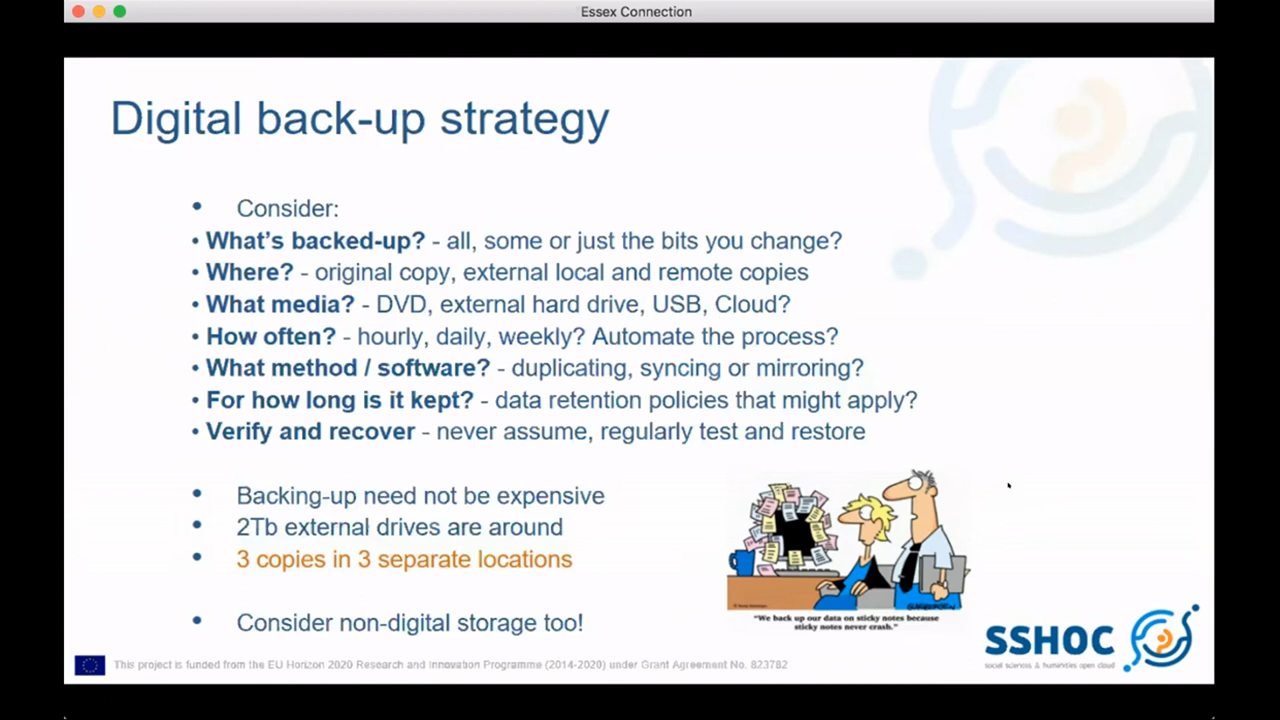 Essex Connection
Digital back-up strategy
• Consider:
• What's backed-up? - all, some or just the bits you change?
• Where? - original copy, external local and remote copies
• What media? - DVD, external hard drive, USB, Cloud?
• How often? - hourly, daily, weekly? Automate the process?
• What method / software? - duplicating, syncing or mirroring?
• For how long is it kept? - data retention policies that might apply?
• Verify and recover - never assume, regularly test and restore
• Backing-up need not be expensive
• 2Tb external drives are around
• 3 copies in 3 separate locations
• Consider non-digital storage too!
"We back up our data on sticky notes because
sticky notes never crash."
SSHOC
social sciences & humanities open cloud
This project is funded from the EU Horizon 2020 Research and Innovation Programme (2014-2020) under Grant Agreement No. 823782